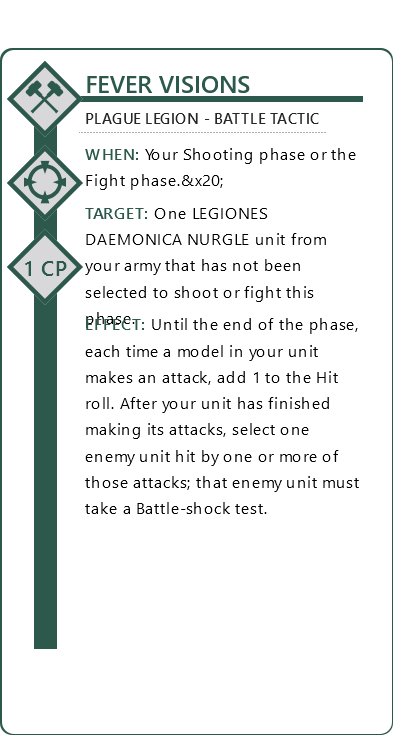 FEVER VISIONS
PLAGUE LEGION - BATTLE TACTIC
WHEN: Your Shooting phase or the
Fight phase.&x20;
1 CP
TARGET: One LEGIONES
DAEMONICA NURGLE unit from
your army that has not been
selected to shoot or fight this
phase.
EFFECT: Until the end of the phase,
each time a model in your unit
makes an attack, add 1 to the Hit
roll. After your unit has finished
making its attacks, select one
enemy unit hit by one or more of
those attacks; that enemy unit must
take a Battle-shock test.